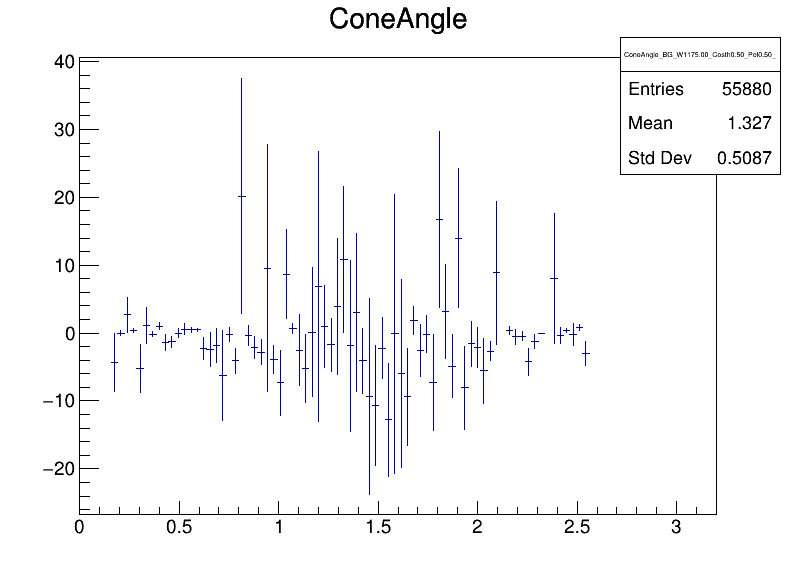 ConeAngle
ConeAngle_BG_W1175.00_Costh0.50_Pol0.50_
Entries 55880
Mean 1.327
Std Dev 0.5087
40
30
20
10
0
−10
−20
0 0.5 1 1.5 2 2.5 3